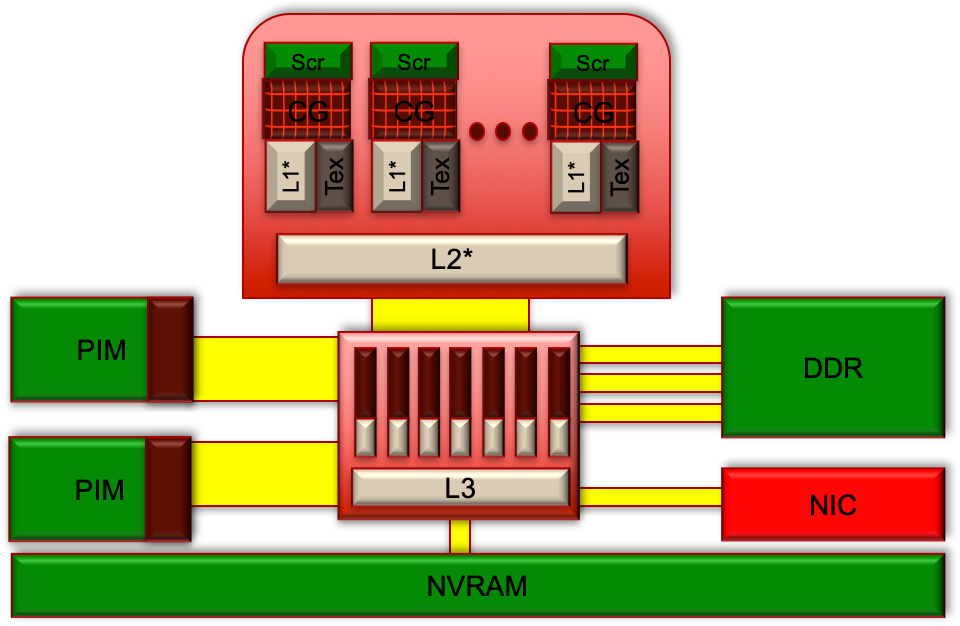 Scr
Scr
Scr
CG
CG
CG
L1*
Tex
L1*
Tex
L1*
Tex
L2*
PIM
DDR
PIM
L3
NIC
NVRAM